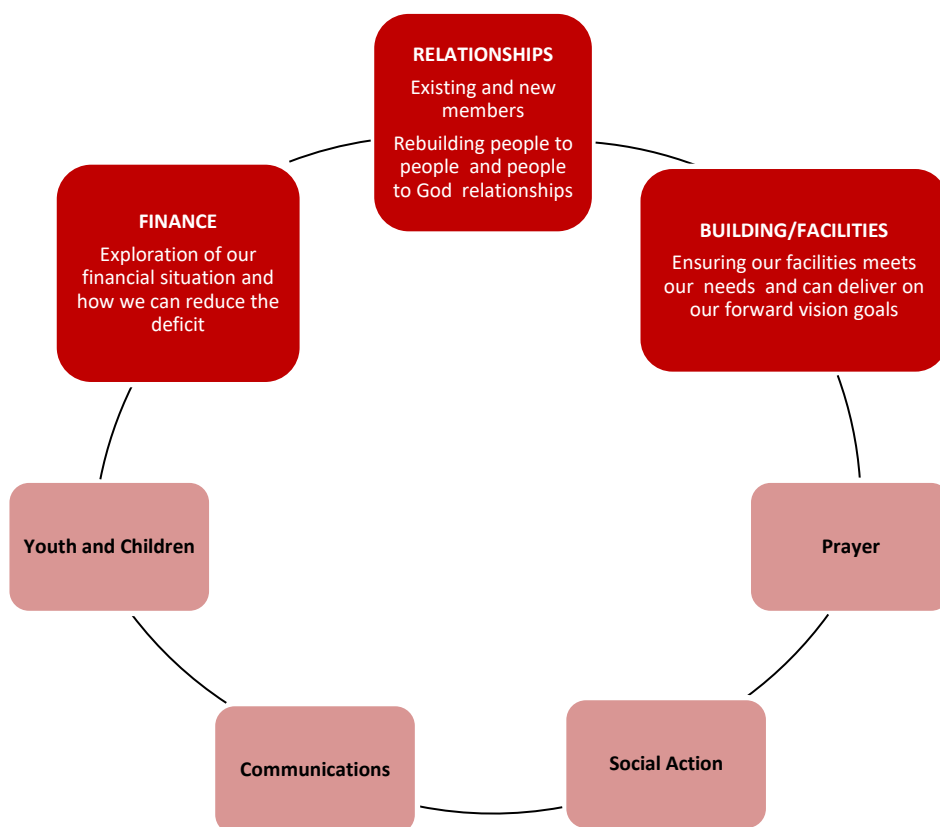 RELATIONSHIPS
Existing and new
members
Rebuilding people to
people and people
to God relationships
FINANCE
Exploration of our
financial situation and
how we can reduce the
deficit
BUILDING/FACILITIES
Ensuring our facilities meets
our needs and can deliver on
our forward vision goals
Youth and Children
Prayer
Communications
Social Action